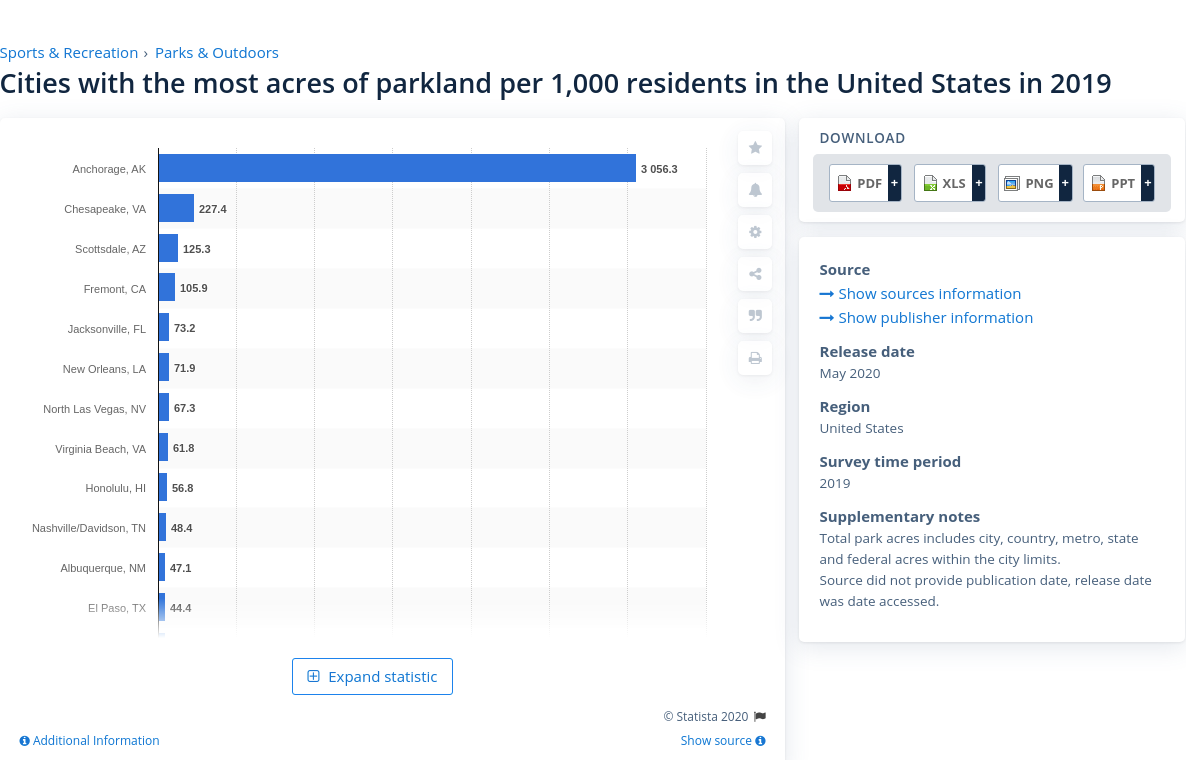 Sports & Recreation › Parks & Outdoors
Cities with the most acres of parkland per 1,000 residents in the United States in 2019
Anchorage, AK 3 056.3
Chesapeake, VA 227.4
Scottsdale, AZ 125.3
Fremont, CA 105.9
Jacksonville, FL 73.2
New Orleans, LA 71.9
North Las Vegas, NV 67.3
Virginia Beach, VA 61.8
Honolulu, HI 56.8
Nashville/Davidson, TN 48.4
Albuquerque, NM 47.1
El Paso, TX 44.4
Expand statistic
© Statista 2020
Additional Information
Show source
DOWNLOAD
PDF + XLS + PNG + PPT +
Source
Show sources information
Show publisher information
Release date
May 2020
Region
United States
Survey time period
2019
Supplementary notes
Total park acres includes city, country, metro, state
and federal acres within the city limits.
Source did not provide publication date, release date
was date accessed.